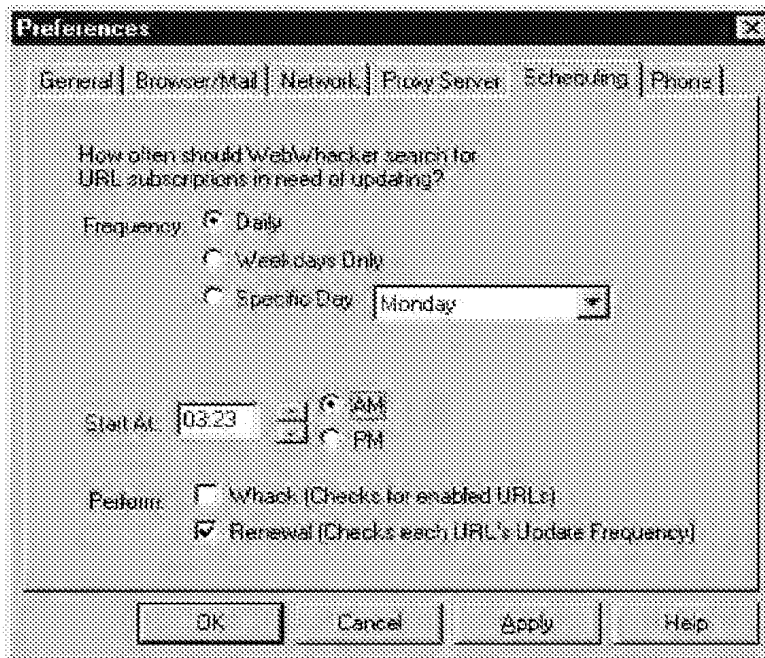 Preferences
General Browser/Mail Network Proxy Server Scheduling Phone
How often should WebWhacker search for
URL subscriptions in need of updating?
Frequency: Daily
Weekdays Only
Specific Day Monday
Start At: 03:23 AM
PM
Perform: Whack (Checks for enabled URLs)
Renewal (Checks each URL's Update Frequency)
OK Cancel Apply Help